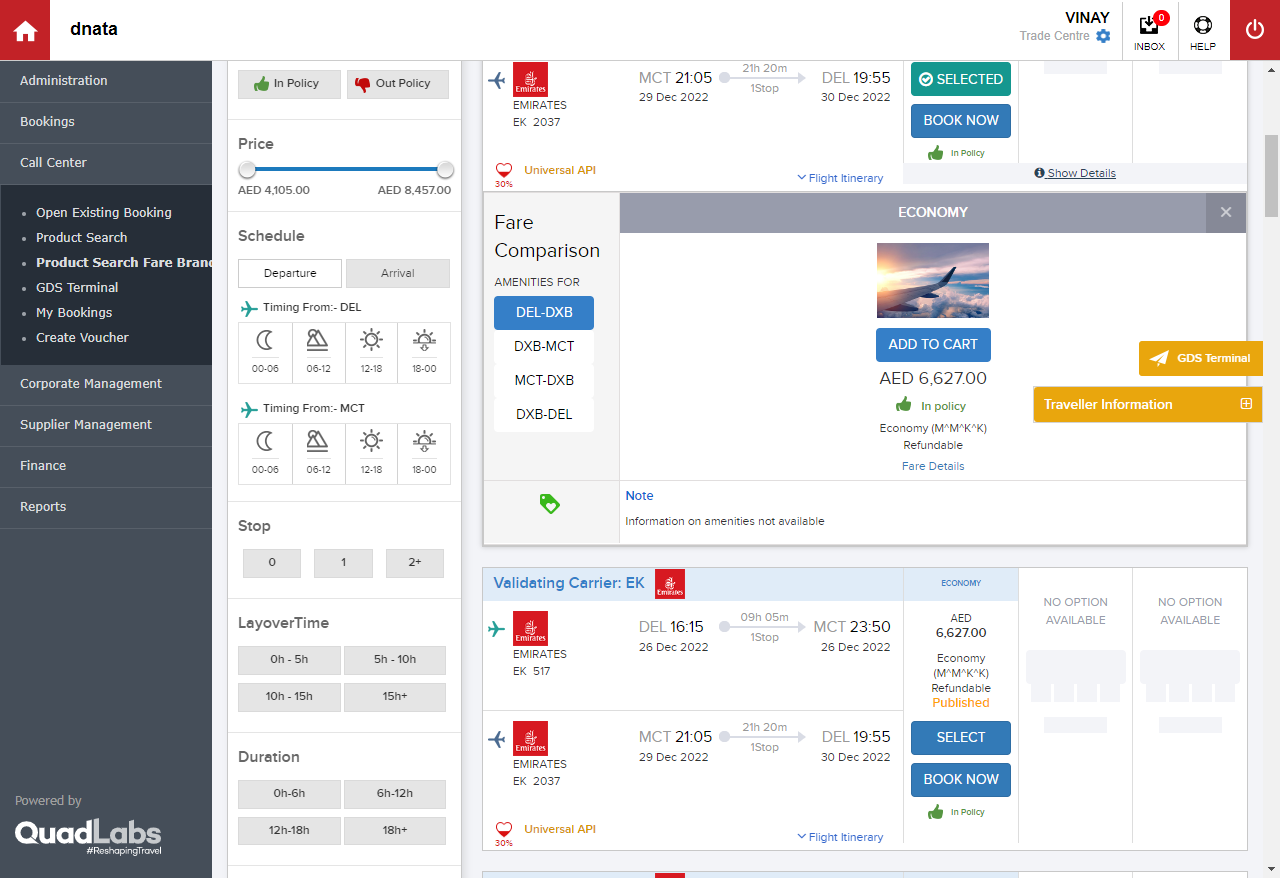 dnata
VINAY
Trade Centre
0
INBOX
HELP
Administration
Bookings
Call Center
Open Existing Booking
Product Search
Product Search Fare Bran
GDS Terminal
My Bookings
Create Voucher
Corporate Management
Supplier Management
Finance
Reports
Powered by
QuadLabs
#ReshapingTravel
In Policy
Out Policy
Price
AED 4,105.00
AED 8,457.00
Schedule
Departure
Arrival
Timing From:- DEL
00-06
06-12
12-18
18-00
Timing From:- MCT
00-06
06-12
12-18
18-00
Stop
0
1
2+
LayoverTime
0h - 5h
5h - 10h
10h - 15h
15h+
Duration
0h-6h
6h-12h
12h-18h
18h+
Emirates
EMIRATES
EK 2037
MCT 21:05
29 Dec 2022
21h 20m
1Stop
DEL 19:55
30 Dec 2022
SELECTED
BOOK NOW
In Policy
30%
Universal API
Flight Itinerary
Show Details
Fare
Comparison
AMENITIES FOR
DEL-DXB
DXB-MCT
MCT-DXB
DXB-DEL
ECONOMY
ADD TO CART
AED 6,627.00
In policy
Economy (M^M^K^K)
Refundable
Fare Details
GDS Terminal
Traveller Information
Note
Information on amenities not available
Validating Carrier: EK
Emirates
ECONOMY
Emirates
EMIRATES
EK 517
DEL 16:15
26 Dec 2022
09h 05m
1Stop
MCT 23:50
26 Dec 2022
AED
6,627.00
Economy
(M^M^K^K)
Refundable
Published
NO OPTION
AVAILABLE
NO OPTION
AVAILABLE
Emirates
EMIRATES
EK 2037
MCT 21:05
29 Dec 2022
21h 20m
1Stop
DEL 19:55
30 Dec 2022
SELECT
BOOK NOW
In Policy
30%
Universal API
Flight Itinerary